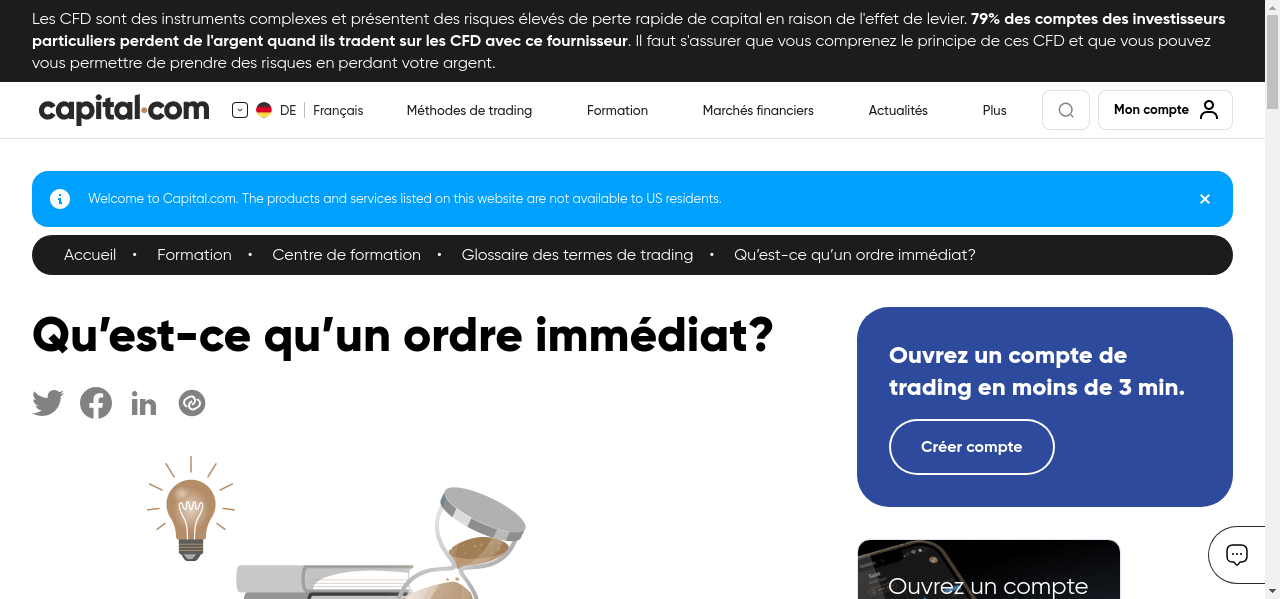 Les CFD sont des instruments complexes et présentent des risques élevés de perte rapide de capital en raison de l'effet de levier. 79% des comptes des investisseurs
particuliers perdent de l'argent quand ils tradent sur les CFD avec ce fournisseur. Il faut s'assurer que vous comprenez le principe de ces CFD et que vous pouvez
vous permettre de prendre des risques en perdant votre argent.
capital.com DE Français Méthodes de trading Formation Marchés financiers Actualités Plus Mon compte
Welcome to Capital.com. The products and services listed on this website are not available to US residents.
Accueil • Formation • Centre de formation • Glossaire des termes de trading • Qu’est-ce qu’un ordre immédiat?
Qu’est-ce qu’un ordre immédiat?
Ouvrez un compte de
trading en moins de 3 min.
Créer compte
Ouvrez un compte